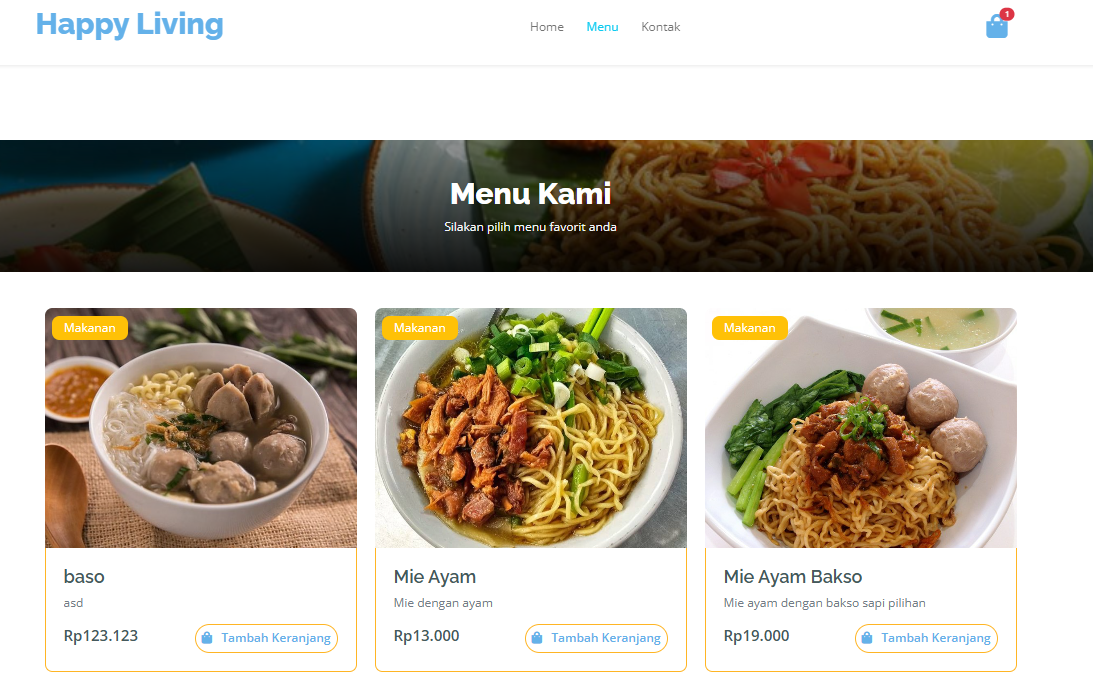 Happy Living
Home Menu Kontak
1
Menu Kami
Silakan pilih menu favorit anda
Makanan
Makanan
Makanan
baso
asd
Rp123.123
Tambah Keranjang
Mie Ayam
Mie dengan ayam
Rp13.000
Tambah Keranjang
Mie Ayam Bakso
Mie ayam dengan bakso sapi pilihan
Rp19.000
Tambah Keranjang